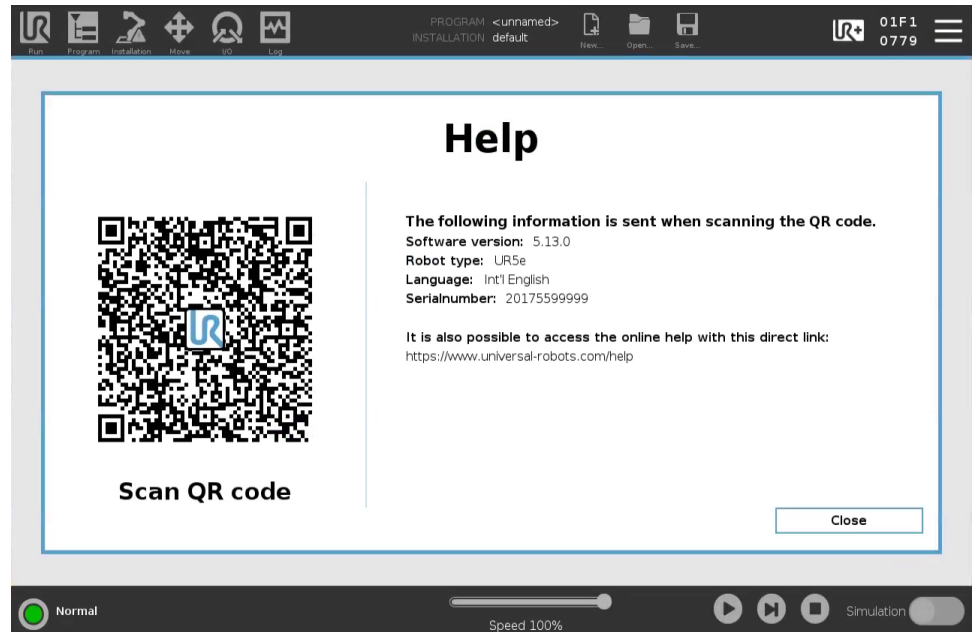 PROGRAM <unnamed>
INSTALLATION default
Run Program Installation Move I/O Log
New... Open... Save...
UR+
01F1
0779
Help
The following information is sent when scanning the QR code.
Software version: 5.13.0
Robot type: UR5e
Language: Int'l English
Serialnumber: 20175599999
It is also possible to access the online help with this direct link:
https://www.universal-robots.com/help
Scan QR code
Close
Normal
Speed 100%
Simulation